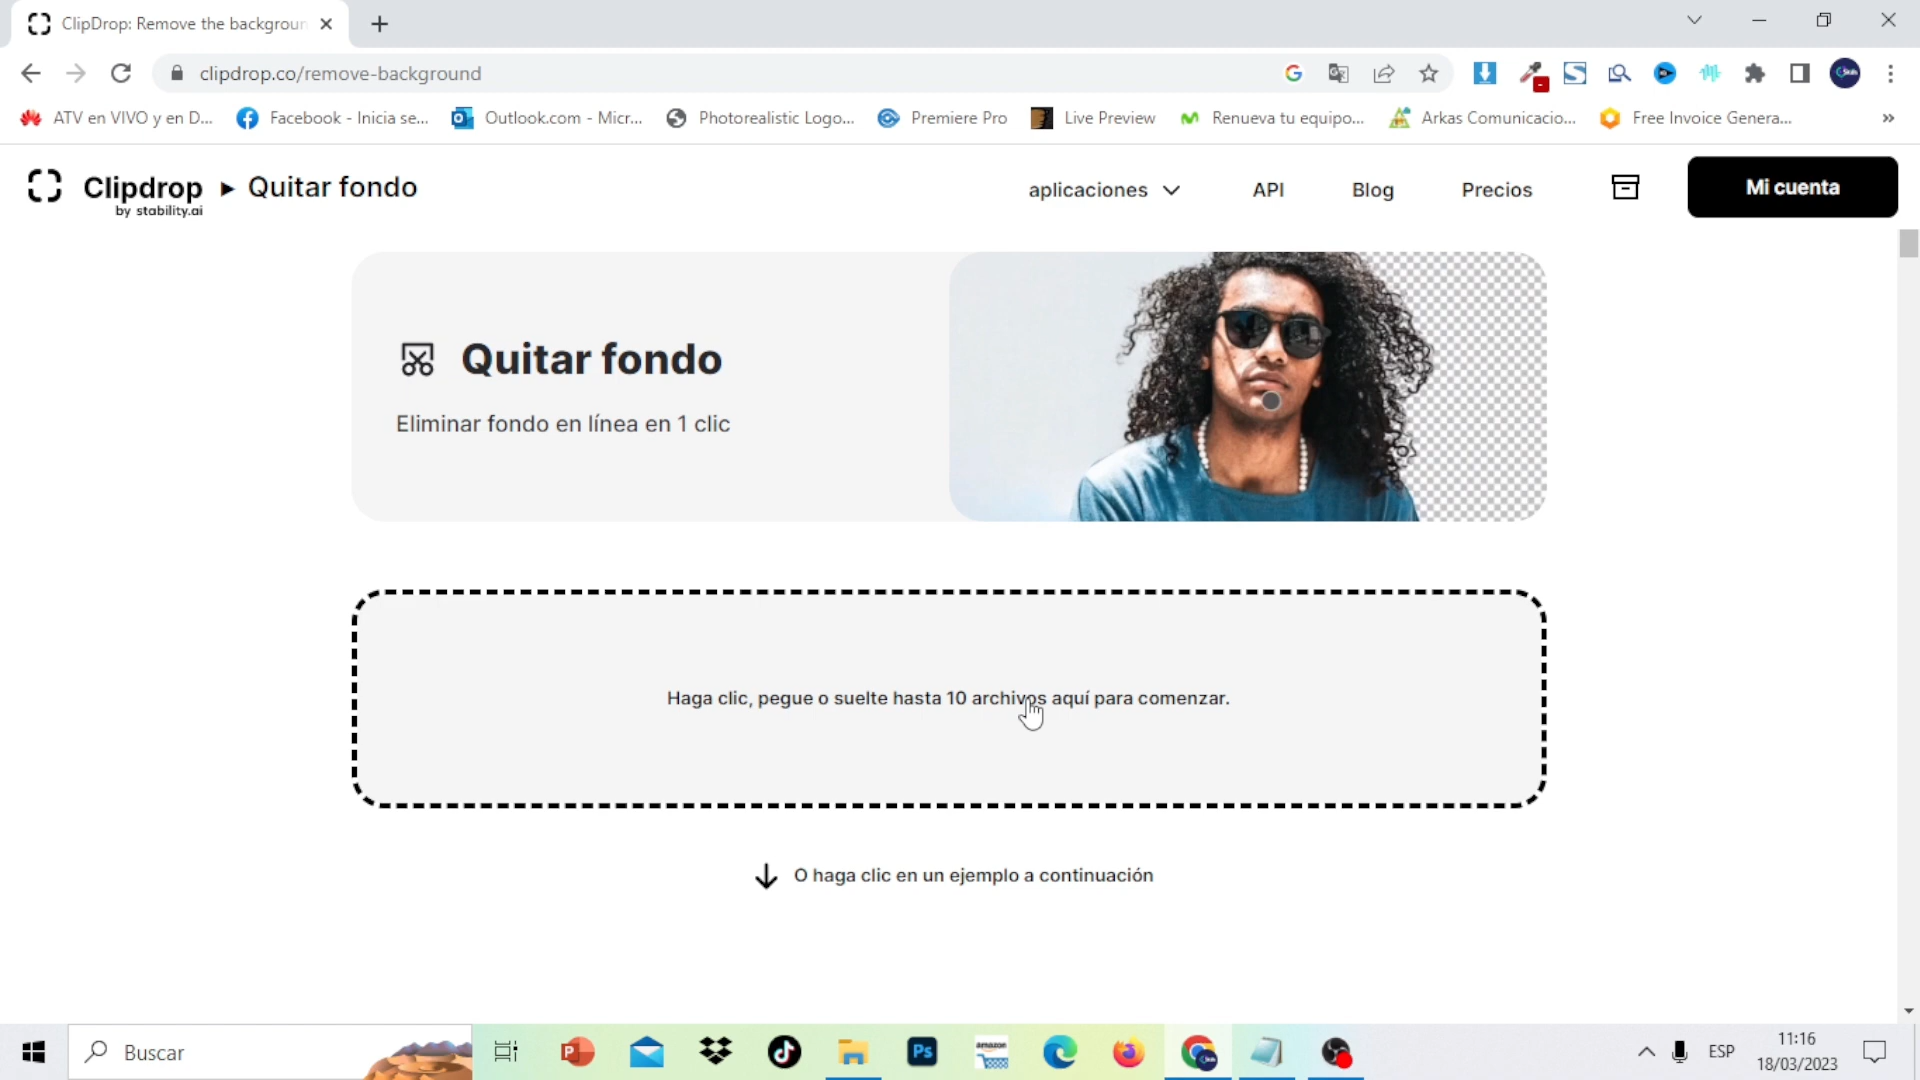 ClipDrop: Remove the backgroun
clipdrop.co/remove-background
ATV en VIVO y en D...
Facebook - Inicia se...
Outlook.com - Micr...
Photorealistic Logo...
Premiere Pro
Live Preview
Renueva tu equipo...
Arkas Comunicacio...
Free Invoice Genera...
Clipdrop
by stability.ai
Quitar fondo
aplicaciones
API
Blog
Precios
Mi cuenta
Quitar fondo
Eliminar fondo en línea en 1 clic
Haga clic, pegue o suelte hasta 10 archivos aquí para comenzar.
O haga clic en un ejemplo a continuación
Buscar
Ps
amazon
ESP
11:16
18/03/2023